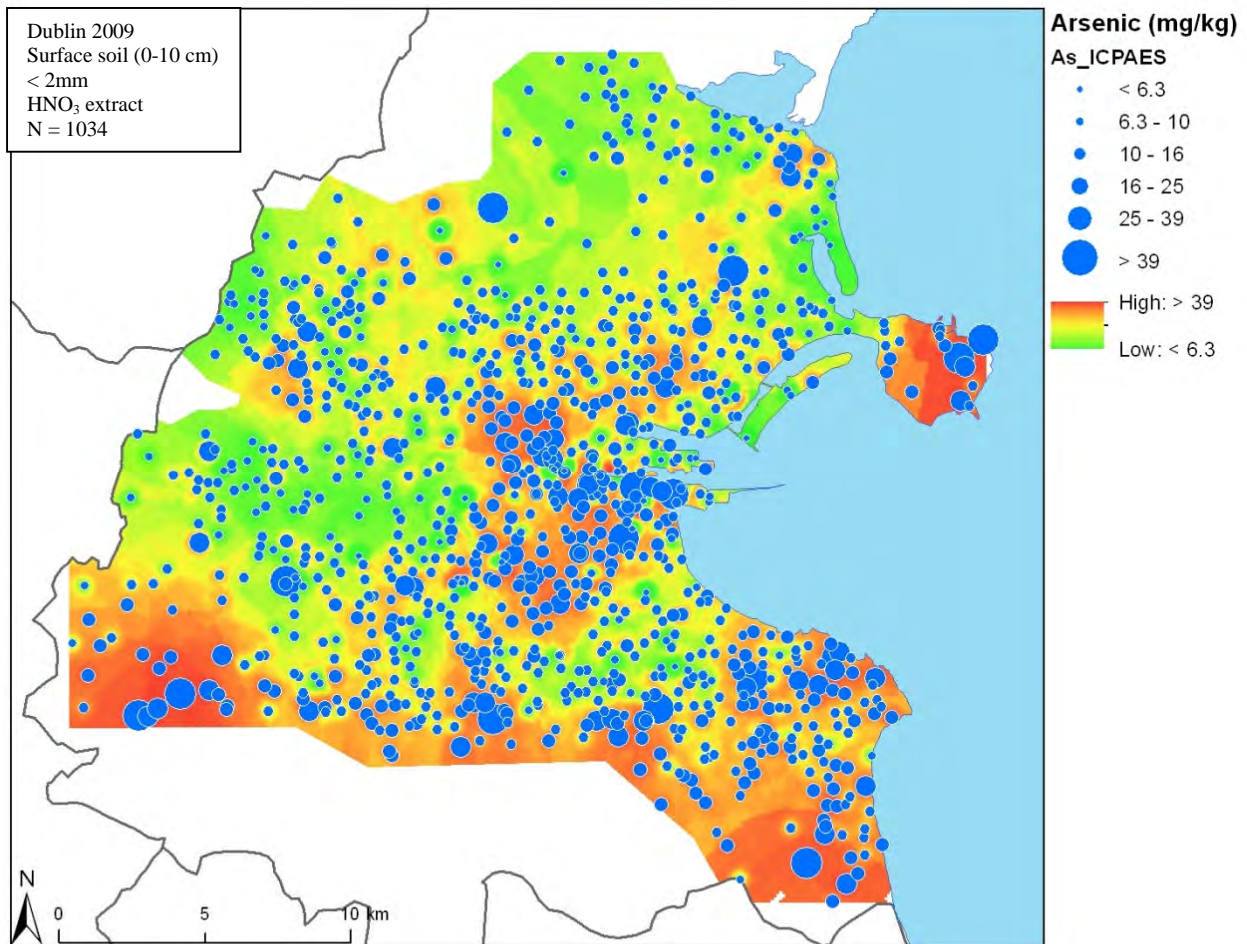 Dublin 2009
Surface soil (0-10 cm)
< 2mm
HNO₃ extract
N = 1034
Arsenic (mg/kg)
As_ICPAES
< 6.3
6.3 - 10
10 - 16
16 - 25
25 - 39
> 39
High: > 39
Low: < 6.3
N
0 5 10 km